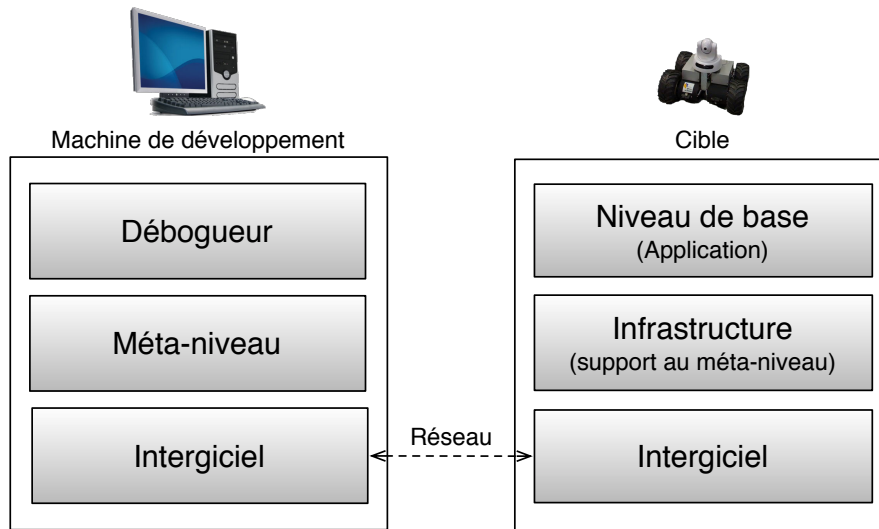 Machine de développement
Débogueur
Méta-niveau
Intergiciel
Réseau
Cible
Niveau de base
(Application)
Infrastructure
(support au méta-niveau)
Intergiciel